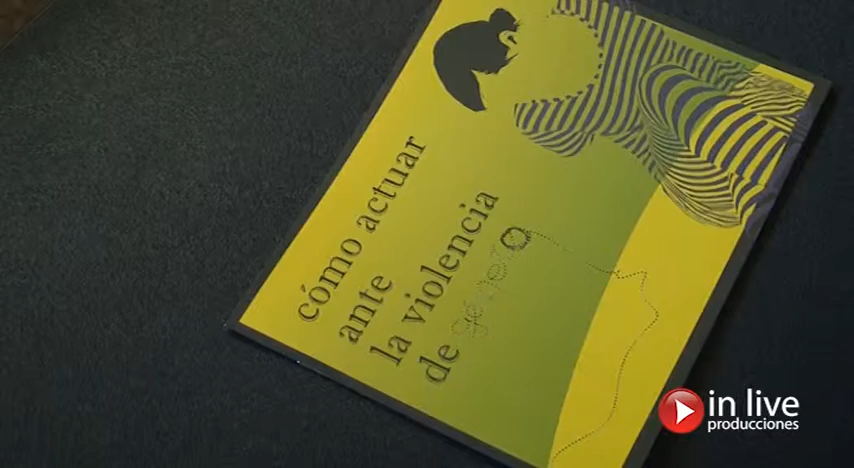 cómo actuar
ante
la violencia
de género
in live
producciones